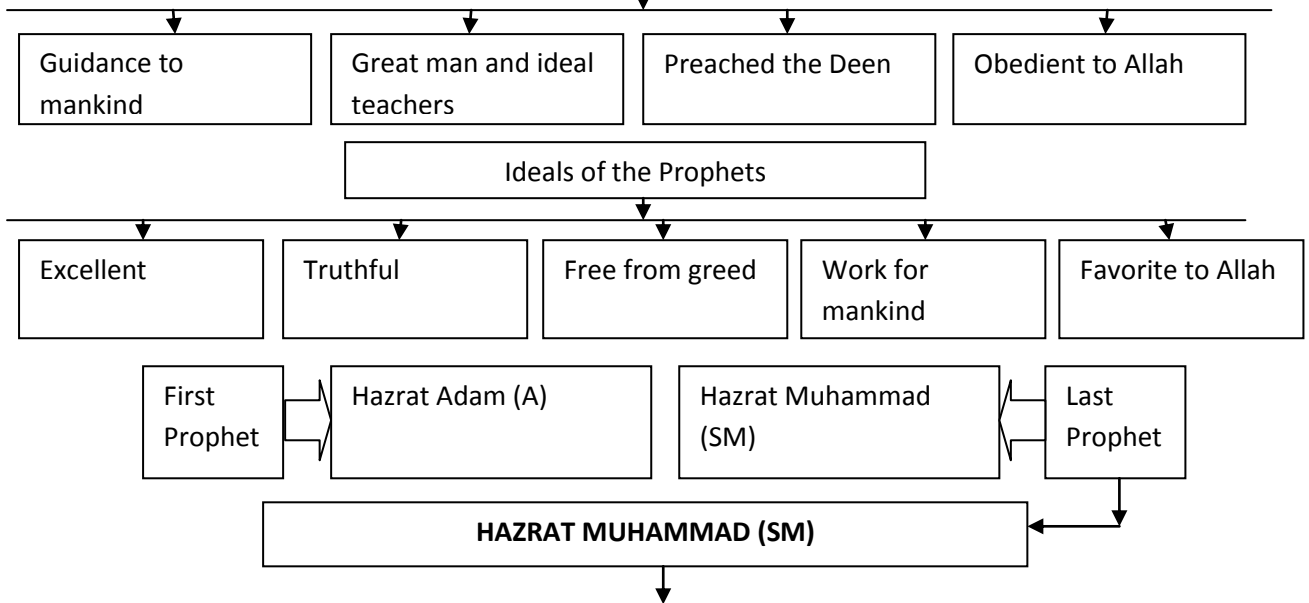 Guidance to
mankind
Great man and ideal
teachers
Preached the Deen
Obedient to Allah
Ideals of the Prophets
Excellent
Truthful
Free from greed
Work for
mankind
Favorite to Allah
First
Prophet
Hazrat Adam (A)
Hazrat Muhammad
(SM)
Last
Prophet
HAZRAT MUHAMMAD (SM)